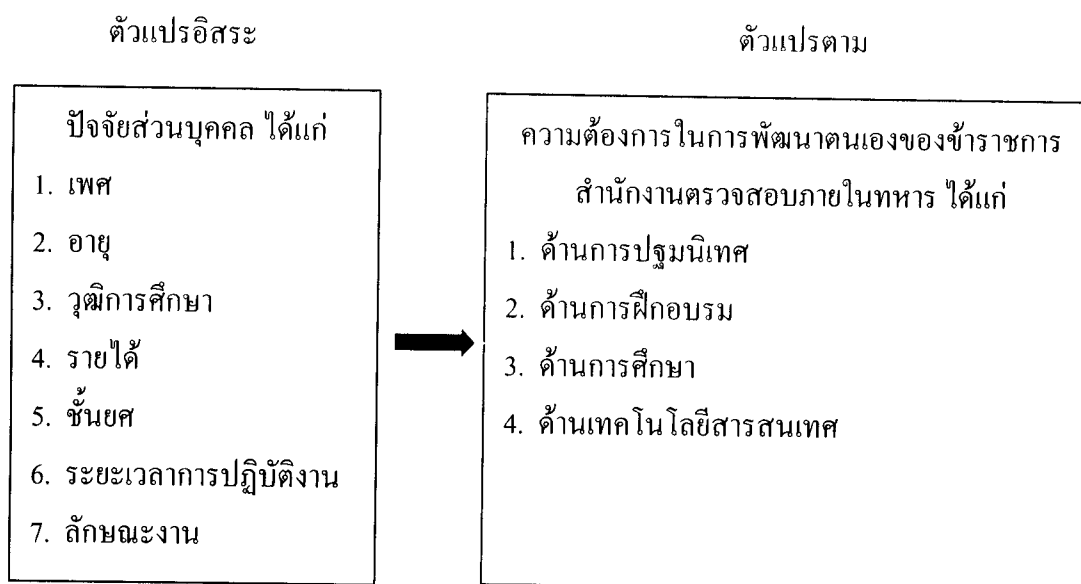 ตัวแปรอิสระ
ตัวแปรตาม
ปัจจัยส่วนบุคคล ได้แก่
1. เพศ
2. อายุ
3. วุฒิการศึกษา
4. รายได้
5. ชั้นยศ
6. ระยะเวลาการปฏิบัติงาน
7. ลักษณะงาน
ความต้องการในการพัฒนาตนเองของข้าราชการ
สำนักงานตรวจสอบภายในทหาร ได้แก่
1. ด้านการปฐมนิเทศ
2. ด้านการฝึกอบรม
3. ด้านการศึกษา
4. ด้านเทคโนโลยีสารสนเทศ